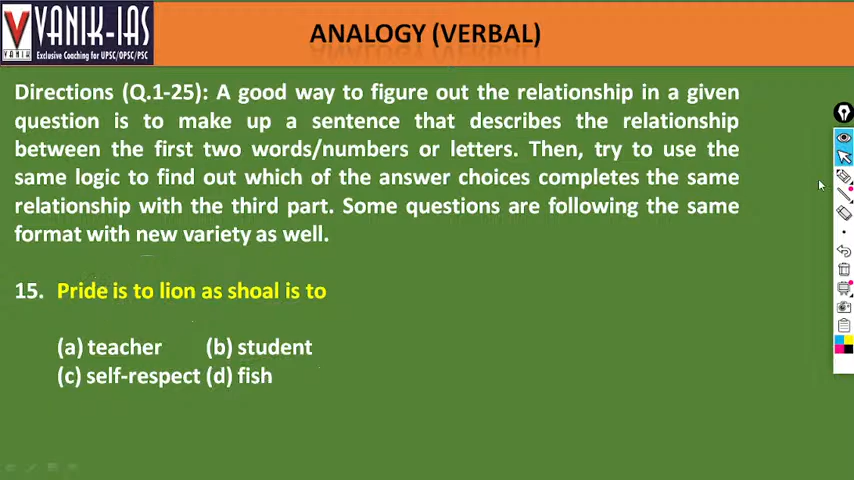 VANIK-IAS
VANIK
Exclusive Coaching for UPSC/OPSC/PSC
ANALOGY (VERBAL)
Directions (Q.1-25): A good way to figure out the relationship in a given
question is to make up a sentence that describes the relationship
between the first two words/numbers or letters. Then, try to use the
same logic to find out which of the answer choices completes the same
relationship with the third part. Some questions are following the same
format with new variety as well.
15. Pride is to lion as shoal is to
(a) teacher (b) student
(c) self-respect (d) fish